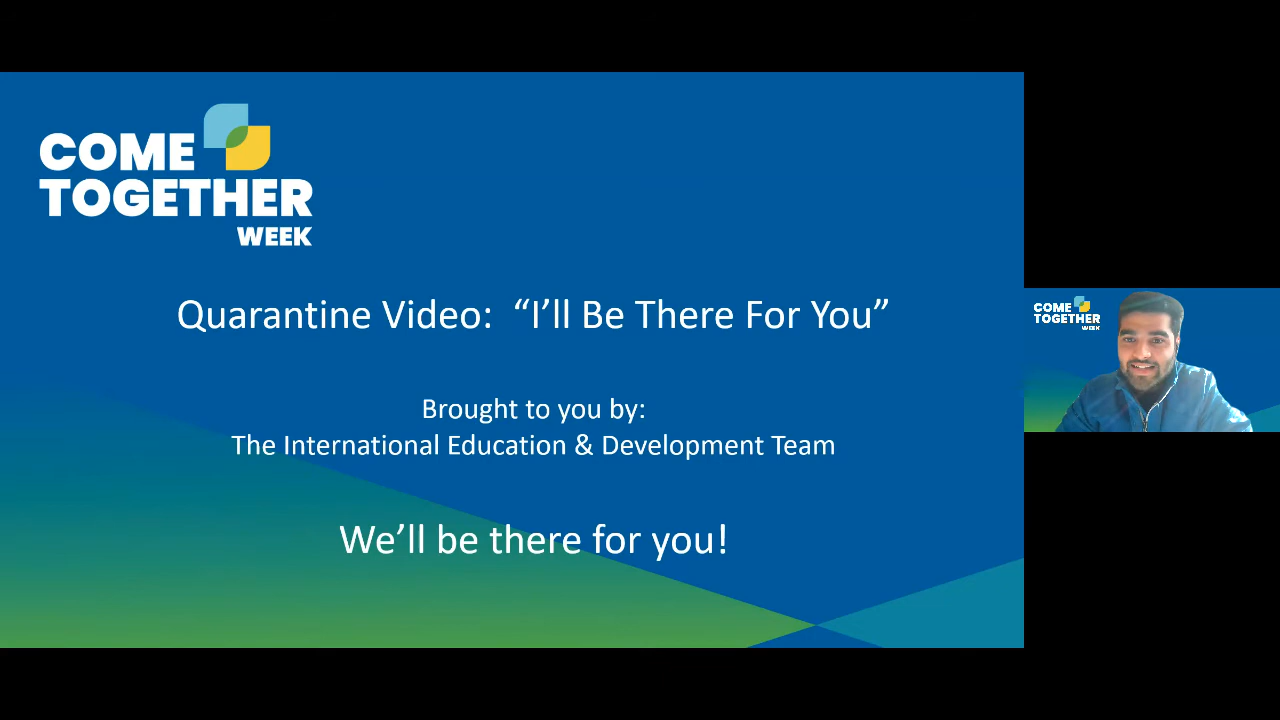 COME
TOGETHER
WEEK
Quarantine Video:  “I’ll Be There For You”
Brought to you by:
The International Education & Development Team
We’ll be there for you!
COME
TOGETHER
WEEK